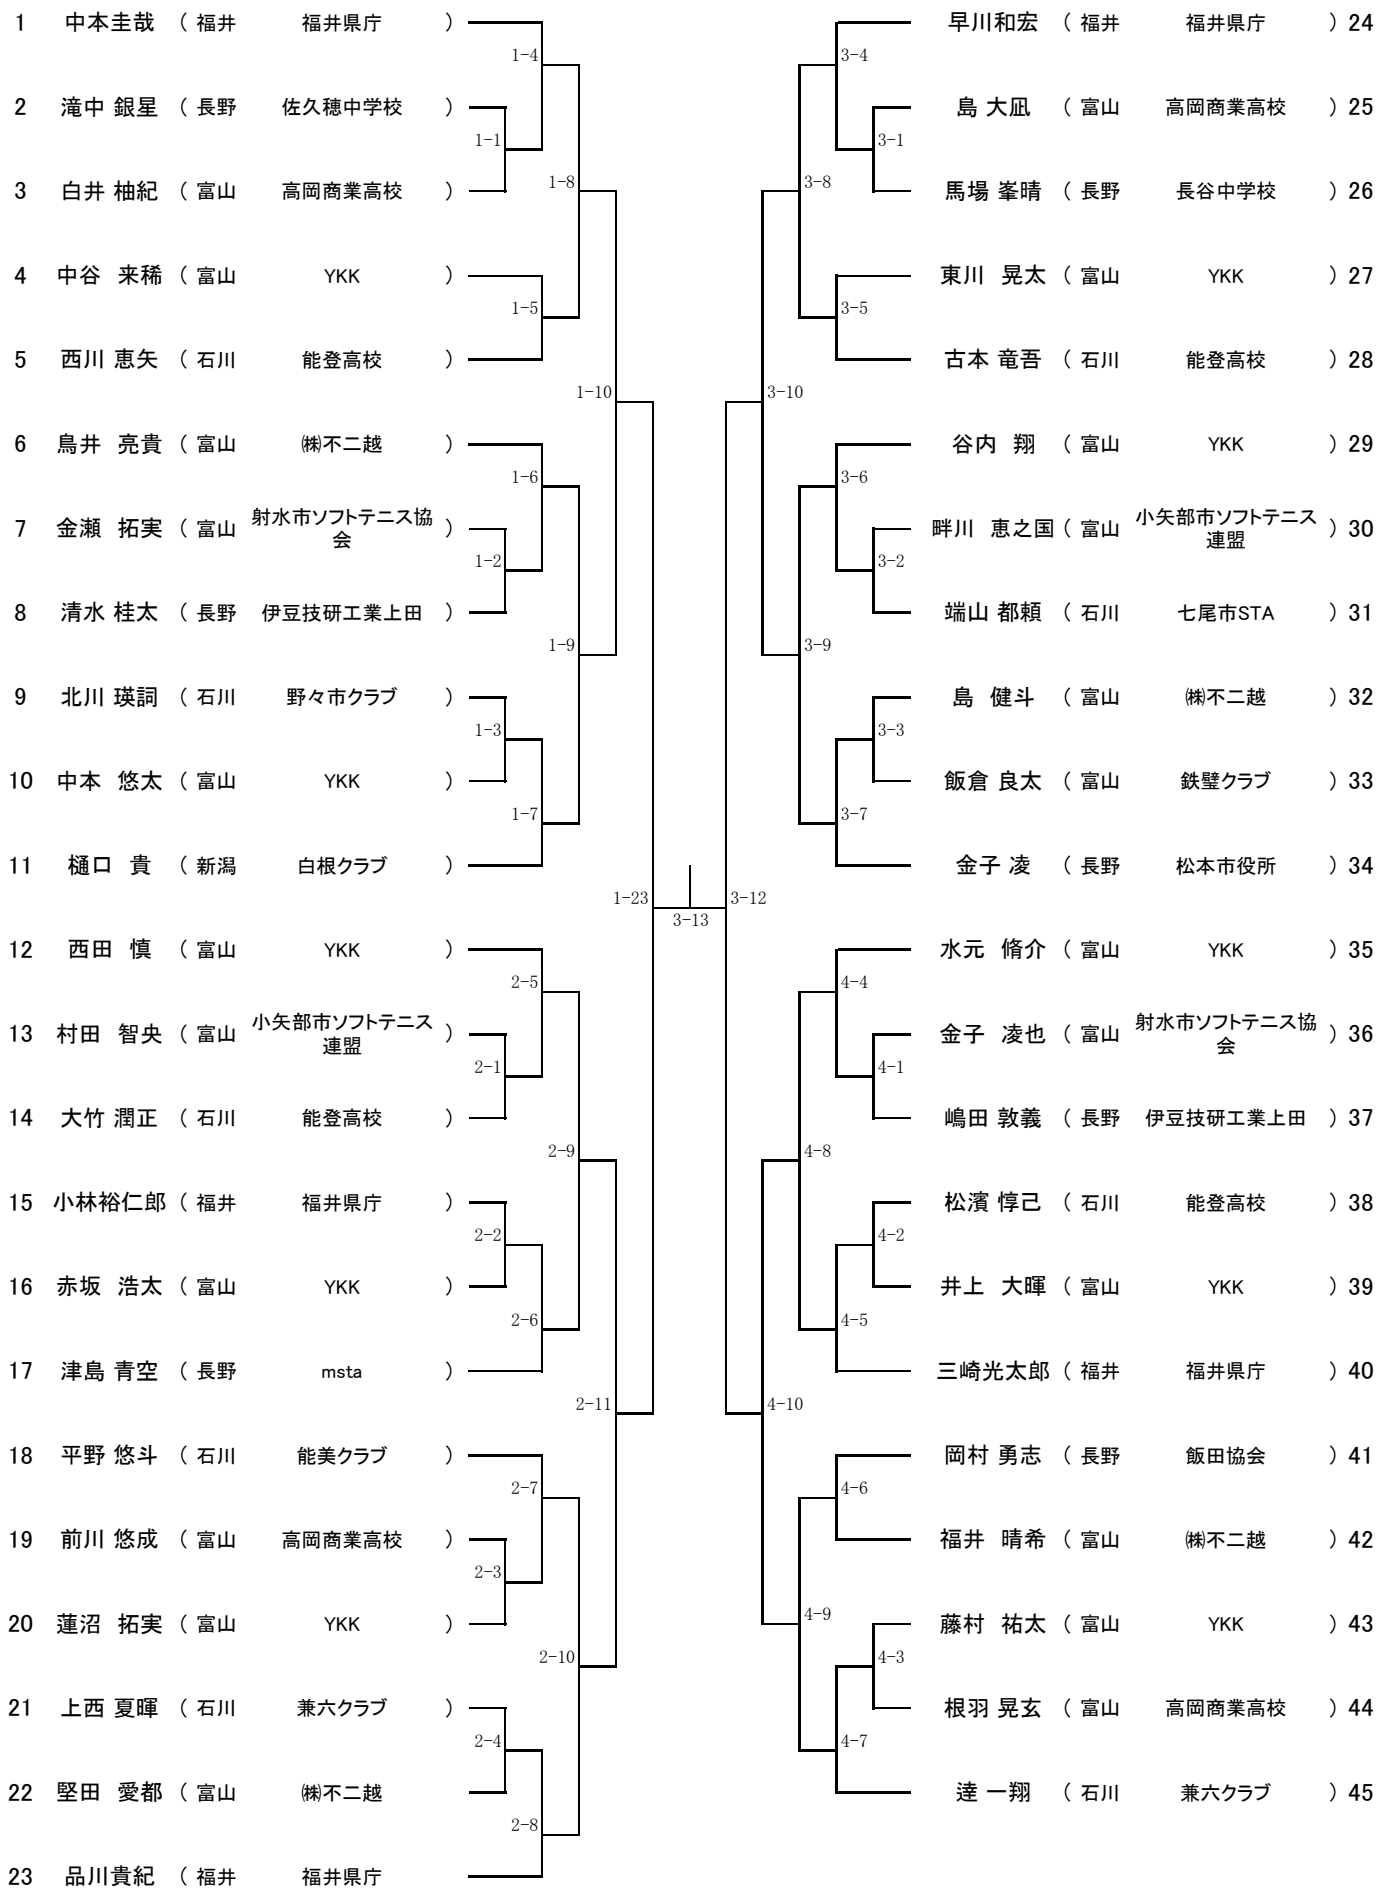 1 中本圭哉 ( 福井 福井県庁 )
1-4
2 滝中 銀星 ( 長野 佐久穂中学校 )
1-1
3 白井 柚紀 ( 富山 高岡商業高校 )
1-8
4 中谷 来稀 ( 富山 YKK )
1-5
5 西川 恵矢 ( 石川 能登高校 )
1-10
6 鳥井 亮貴 ( 富山 ㈱不二越 )
1-6
7 金瀬 拓実 ( 富山 射水市ソフトテニス協
会 )
1-2
8 清水 桂太 ( 長野 伊豆技研工業上田 )
1-9
9 北川 瑛詞 ( 石川 野々市クラブ )
1-3
10 中本 悠太 ( 富山 YKK )
1-7
11 樋口 貴 ( 新潟 白根クラブ )
1-23
12 西田 慎 ( 富山 YKK )
2-5
13 村田 智央 ( 富山 小矢部市ソフトテニス
連盟 )
2-1
14 大竹 潤正 ( 石川 能登高校 )
2-9
15 小林裕仁郎 ( 福井 福井県庁 )
2-2
16 赤坂 浩太 ( 富山 YKK )
2-6
17 津島 青空 ( 長野 msta )
2-11
18 平野 悠斗 ( 石川 能美クラブ )
2-7
19 前川 悠成 ( 富山 高岡商業高校 )
2-3
20 蓮沼 拓実 ( 富山 YKK )
2-10
21 上西 夏暉 ( 石川 兼六クラブ )
2-4
22 堅田 愛都 ( 富山 ㈱不二越 )
2-8
23 品川貴紀 ( 福井 福井県庁
3-13
早川和宏 ( 福井 福井県庁 ) 24
3-4
島 大凪 ( 富山 高岡商業高校 ) 25
3-1
馬場 峯晴 ( 長野 長谷中学校 ) 26
3-8
東川 晃太 ( 富山 YKK ) 27
3-5
古本 竜吾 ( 石川 能登高校 ) 28
3-10
谷内 翔 ( 富山 YKK ) 29
3-6
畔川 恵之国 ( 富山 小矢部市ソフトテニス
連盟 ) 30
3-2
端山 都頼 ( 石川 七尾市STA ) 31
3-9
島 健斗 ( 富山 ㈱不二越 ) 32
3-3
飯倉 良太 ( 富山 鉄壁クラブ ) 33
3-7
金子 凌 ( 長野 松本市役所 ) 34
3-12
水元 脩介 ( 富山 YKK ) 35
4-4
金子 凌也 ( 富山 射水市ソフトテニス協
会 ) 36
4-1
嶋田 敦義 ( 長野 伊豆技研工業上田 ) 37
4-8
松濱 惇己 ( 石川 能登高校 ) 38
4-2
井上 大暉 ( 富山 YKK ) 39
4-5
三崎光太郎 ( 福井 福井県庁 ) 40
4-10
岡村 勇志 ( 長野 飯田協会 ) 41
4-6
福井 晴希 ( 富山 ㈱不二越 ) 42
4-9
藤村 祐太 ( 富山 YKK ) 43
4-3
根羽 晃玄 ( 富山 高岡商業高校 ) 44
4-7
達 一翔 ( 石川 兼六クラブ ) 45